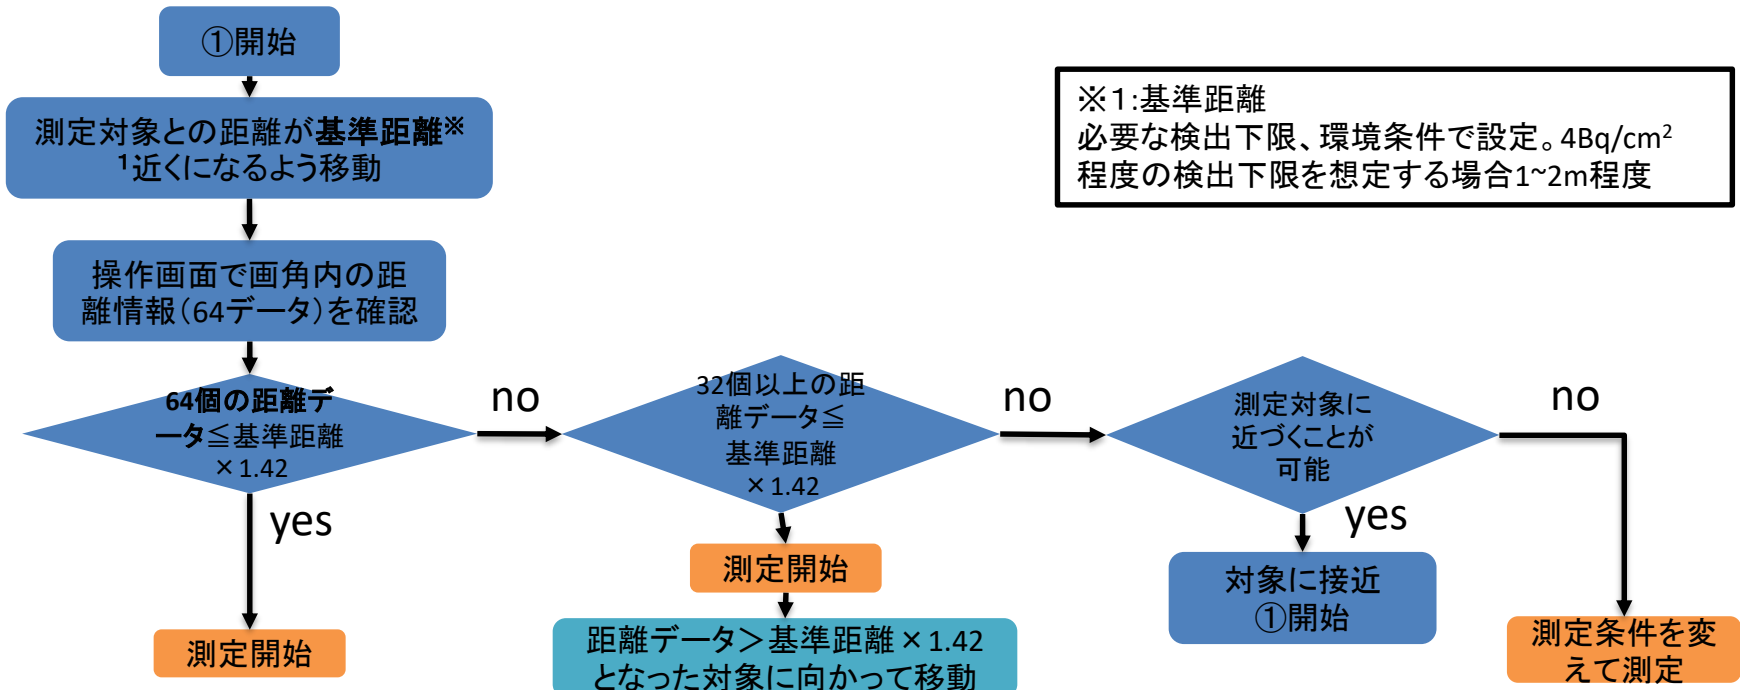 ①開始
測定対象との距離が基準距離※
1近くになるよう移動
操作画面で画角内の距
離情報(64データ)を確認
※1:基準距離
必要な検出下限、環境条件で設定。4Bq/cm²
程度の検出下限を想定する場合1~2m程度
64個の距離デ
ータ≦基準距離
×1.42
no
32個以上の距
離データ≦
基準距離
×1.42
no
測定対象に
近づくことが
可能
no
yes
測定開始
測定開始
距離データ>基準距離×1.42
となった対象に向かって移動
yes
対象に接近
①開始
測定条件を変
えて測定